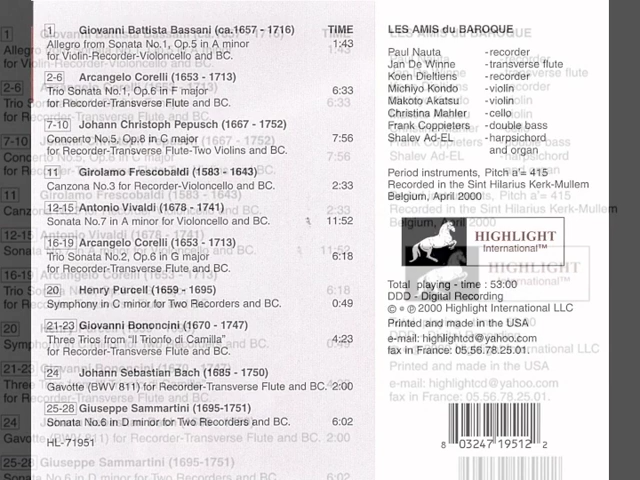 1 Giovanni Battista Bassani (ca.1657 - 1716) TIME
Allegro from Sonata No.1, Op.5 in A minor 1:43
for Violin-Recorder-Violoncello and BC.
2-6 Arcangelo Corelli (1653 - 1713)
Trio Sonata No.1, Op.6 in F major 6:33
for Recorder-Transverse Flute and BC.
7-10 Johann Christoph Pepusch (1667 - 1752)
Concerto No.5, Op.8 in C major 7:56
for Recorder-Transverse Flute-Two Violins and BC.
11 Girolamo Frescobaldi (1583 - 1643)
Canzona No.3 for Recorder-Violoncello and BC. 2:33
12-15 Antonio Vivaldi (1678 - 1741)
Sonata No.7 in A minor for Violoncello and BC. 11:52
16-19 Arcangelo Corelli (1653 - 1713)
Trio Sonata No.2, Op.6 in G major 6:18
for Recorder-Transverse Flute and BC.
20 Henry Purcell (1659 - 1695)
Symphony in C minor for Two Recorders and BC. 0:49
21-23 Giovanni Bononcini (1670 - 1747)
Three Trios from "Il Trionfo di Camilla" 4:23
for Recorder-Transverse Flute and BC.
24 Johann Sebastian Bach (1685 - 1750)
Gavotte (BWV 811) for Recorder-Transverse Flute and BC. 2:00
25-28 Giuseppe Sammartini (1695-1751)
Sonata No.6 in D minor for Two Recorders and BC. 6:02
HL-71951
LES AMIS du BAROQUE
Paul Nauta -recorder
Jan De Winne -transverse flute
Koen Dieltiens -recorder
Michiyo Kondo -violin
Makoto Akatsu -violin
Christina Mahler -cello
Frank Coppieters -double bass
Shalev Ad-EL -harpsichord
and organ
Period instruments, Pitch a'= 415
Recorded in the Sint Hilarius Kerk-Mullem
Belgium, April 2000
HIGHLIGHT
International™
Total playing - time : 53:00
DDD - Digital Recording
© ℗ 2000 Highlight International LLC
Printed and made in the USA
e-mail: highlightcd@yahoo.com
fax in France: 05.56.78.25.01.
8 03247 19512 2